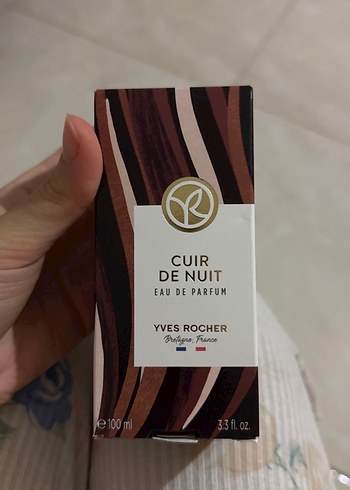 CUIR
DE NUIT
EAU DE PARFUM
YVES ROCHER
Bretagne, France
℮ 100 ml 3.3 fl. oz.